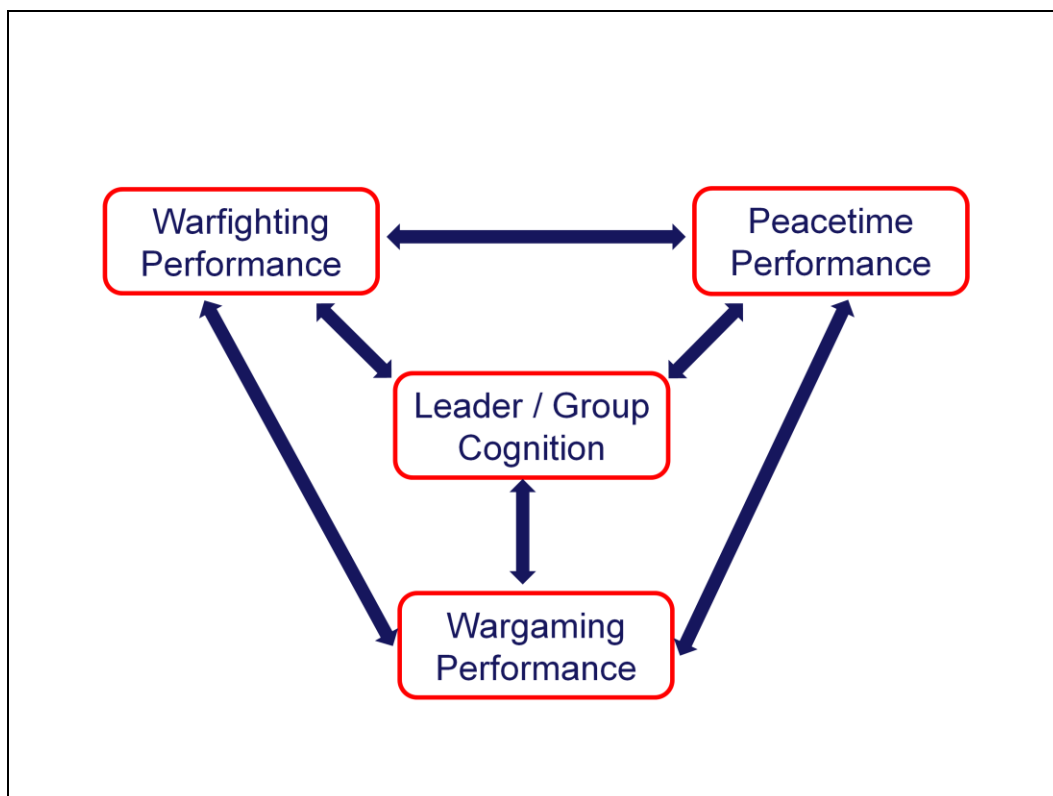 Warfighting
Performance
Peacetime
Performance
Leader / Group
Cognition
Wargaming
Performance